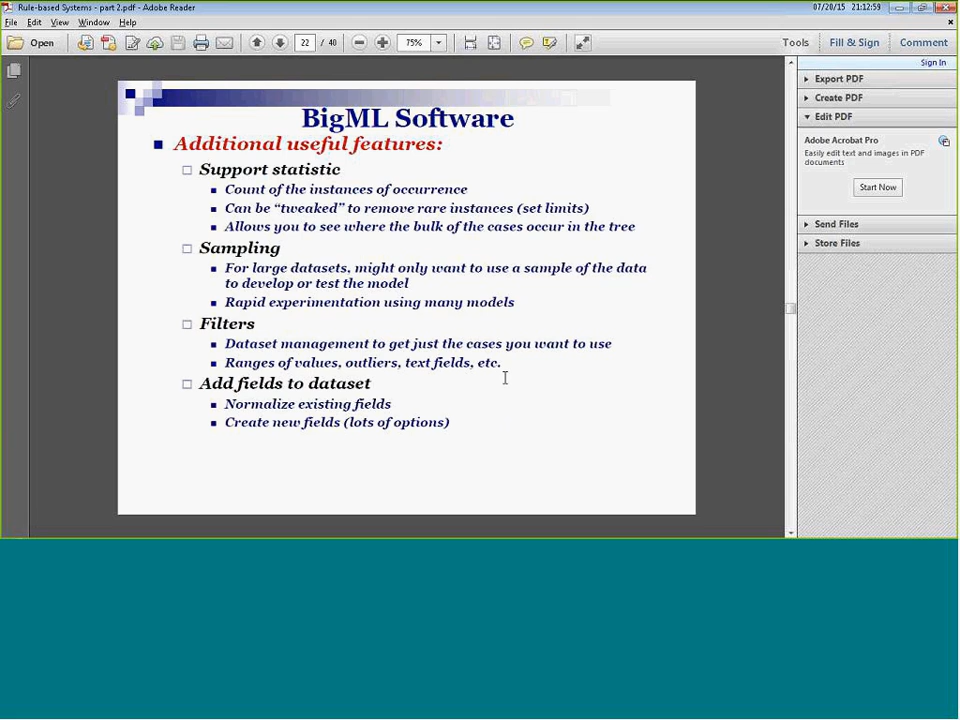 Rule-based Systems - part 2.pdf - Adobe Reader
07/20/15 21:12:59
File Edit View Window Help
Open
22 / 40
75%
Tools
Fill & Sign
Comment
Sign In
BigML Software
Additional useful features:
Support statistic
Count of the instances of occurrence
Can be “tweaked” to remove rare instances (set limits)
Allows you to see where the bulk of the cases occur in the tree
Sampling
For large datasets, might only want to use a sample of the data
to develop or test the model
Rapid experimentation using many models
Filters
Dataset management to get just the cases you want to use
Ranges of values, outliers, text fields, etc.
Add fields to dataset
Normalize existing fields
Create new fields (lots of options)
Export PDF
Create PDF
Edit PDF
Adobe Acrobat Pro
Easily edit text and images in PDF
documents
Start Now
Send Files
Store Files